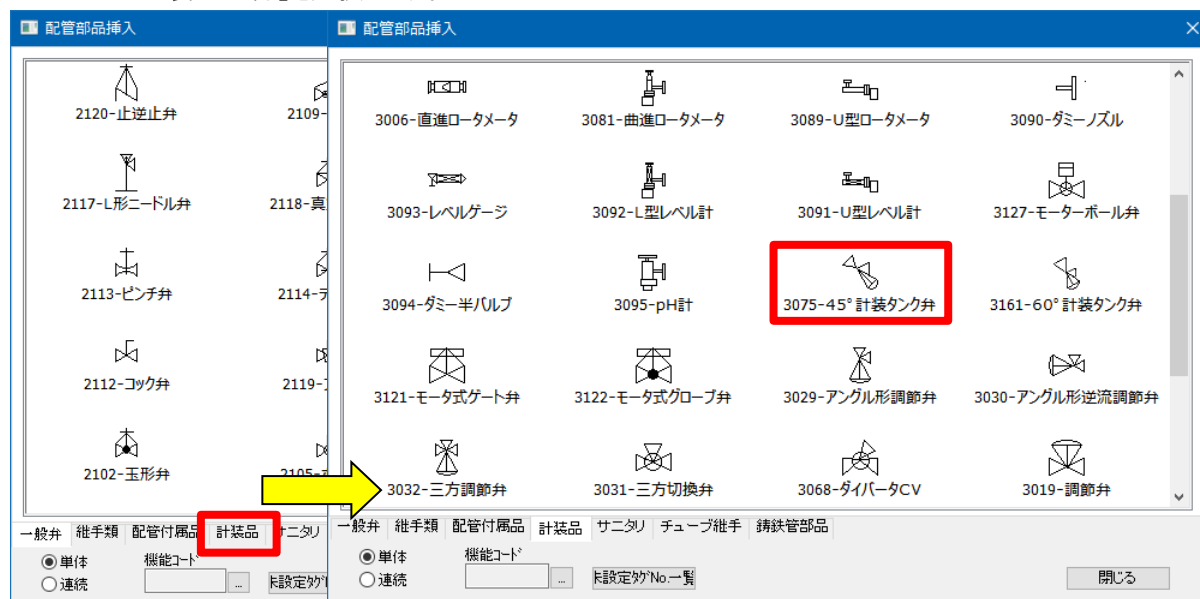 配管部品挿入
2120-止逆止弁
2109-
2117-L形ニードル弁
2118-真
2113-ピンチ弁
2114-
2112-コック弁
2119-
2102-玉形弁
2105-
一般弁 継手類 配管付属品 計装品 サニタリ
単体 機能コード
連続 ...
配管部品挿入
3006-直進ロータメータ 3081-曲進ロータメータ 3089-U型ロータメータ 3090-ダミーノズル
3093-レベルゲージ 3092-L型レベル計 3091-U型レベル計 3127-モーターボール弁
3094-ダミー半バルブ 3095-pH計 3075-45°計装タンク弁 3161-60°計装タンク弁
3121-モータ式ゲート弁 3122-モータ式グローブ弁 3029-アングル形調節弁 3030-アングル形逆流調節弁
3032-三方調節弁 3031-三方切換弁 3068-ダイバータCV 3019-調節弁
一般弁 継手類 配管付属品 計装品 サニタリ チューブ継手 鋳鉄管部品
単体 機能コード
連続 ... 設定タグNo.一覧 閉じる